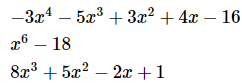 −3x⁴ − 5x³ + 3x² + 4x − 16
x⁶ − 18
8x³ + 5x² − 2x + 1